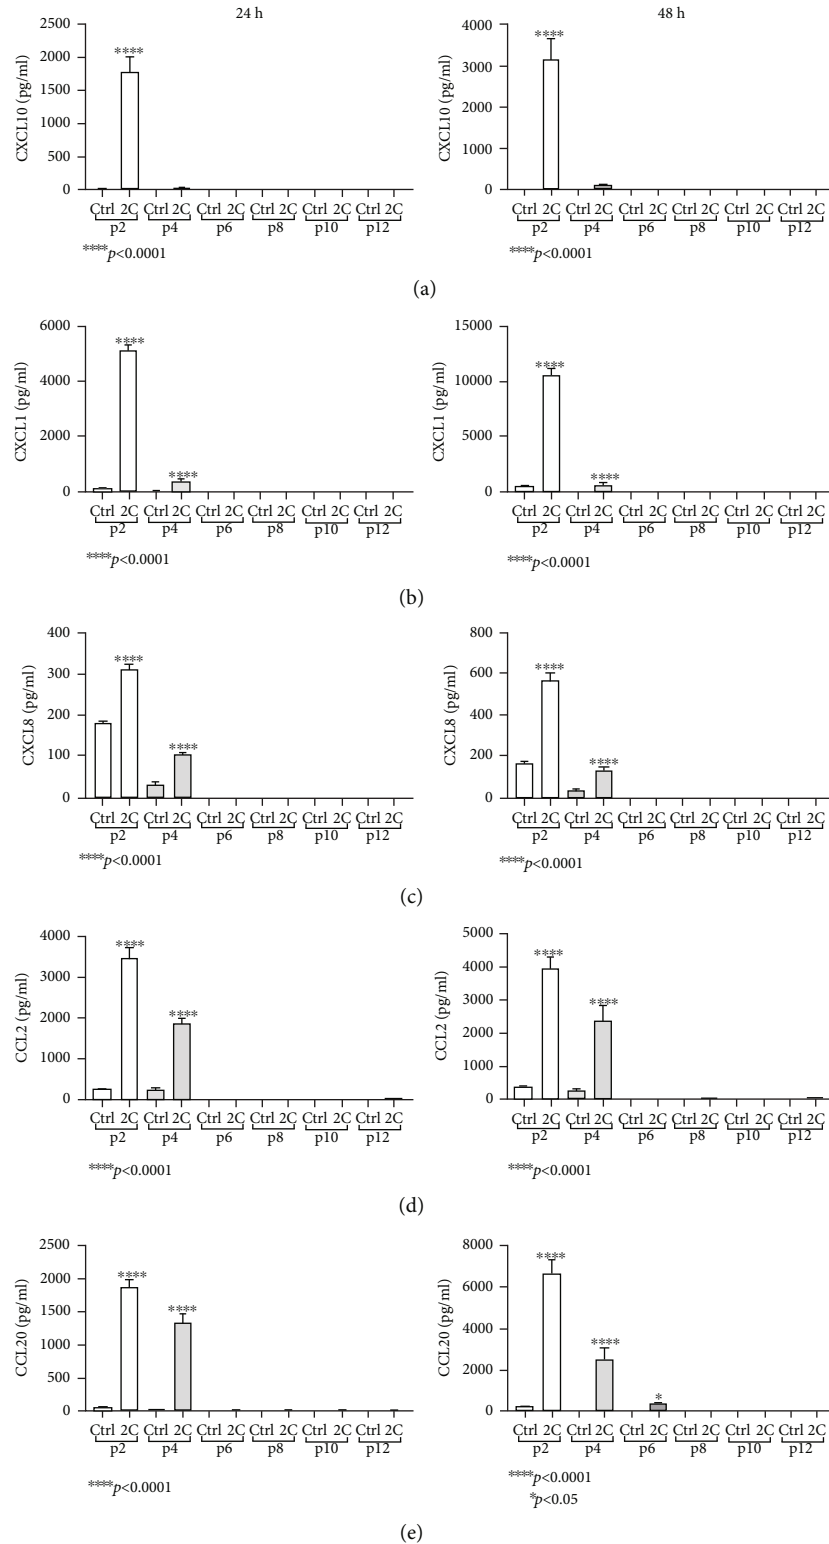 24 h
48 h
CXCL10 (pg/ml)
2500
2000
1500
1000
500
0
****
Ctrl 2C Ctrl 2C Ctrl 2C Ctrl 2C Ctrl 2C Ctrl 2C
p2 p4 p6 p8 p10 p12
****p<0.0001
CXCL10 (pg/ml)
4000
3000
2000
1000
0
****
Ctrl 2C Ctrl 2C Ctrl 2C Ctrl 2C Ctrl 2C Ctrl 2C
p2 p4 p6 p8 p10 p12
****p<0.0001
(a)
CXCL1 (pg/ml)
6000
4000
2000
0
****
****
Ctrl 2C Ctrl 2C Ctrl 2C Ctrl 2C Ctrl 2C Ctrl 2C
p2 p4 p6 p8 p10 p12
****p<0.0001
CXCL1 (pg/ml)
15000
10000
5000
0
****
****
Ctrl 2C Ctrl 2C Ctrl 2C Ctrl 2C Ctrl 2C Ctrl 2C
p2 p4 p6 p8 p10 p12
****p<0.0001
(b)
CXCL8 (pg/ml)
400
300
200
100
0
****
****
Ctrl 2C Ctrl 2C Ctrl 2C Ctrl 2C Ctrl 2C Ctrl 2C
p2 p4 p6 p8 p10 p12
****p<0.0001
CXCL8 (pg/ml)
800
600
400
200
0
****
****
Ctrl 2C Ctrl 2C Ctrl 2C Ctrl 2C Ctrl 2C Ctrl 2C
p2 p4 p6 p8 p10 p12
****p<0.0001
(c)
CCL2 (pg/ml)
4000
3000
2000
1000
0
****
****
Ctrl 2C Ctrl 2C Ctrl 2C Ctrl 2C Ctrl 2C Ctrl 2C
p2 p4 p6 p8 p10 p12
****p<0.0001
CCL2 (pg/ml)
5000
4000
3000
2000
1000
0
****
****
Ctrl 2C Ctrl 2C Ctrl 2C Ctrl 2C Ctrl 2C Ctrl 2C
p2 p4 p6 p8 p10 p12
****p<0.0001
(d)
CCL20 (pg/ml)
2500
2000
1500
1000
500
0
****
****
Ctrl 2C Ctrl 2C Ctrl 2C Ctrl 2C Ctrl 2C Ctrl 2C
p2 p4 p6 p8 p10 p12
****p<0.0001
CCL20 (pg/ml)
8000
6000
4000
2000
0
****
****
*
Ctrl 2C Ctrl 2C Ctrl 2C Ctrl 2C Ctrl 2C Ctrl 2C
p2 p4 p6 p8 p10 p12
****p<0.0001
*p<0.05
(e)